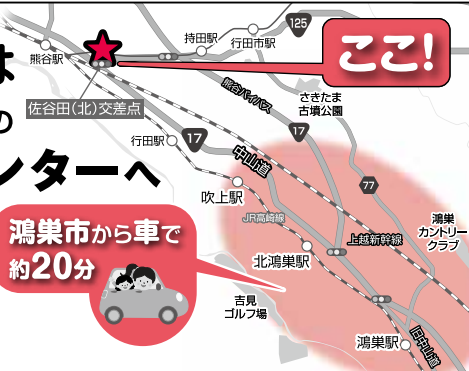 は
の
ンターへ
ここ!
125
熊谷駅
持田駅
行田市駅
佐谷田(北)交差点
熊谷バイパス
さきたま
古墳公園
行田駅
17
17
中山道
77
吹上駅
JR高崎線
鴻巣
カントリー
クラブ
上越新幹線
北鴻巣駅
鴻巣市から車で
約20分
吉見
ゴルフ場
鴻巣駅
旧中山道